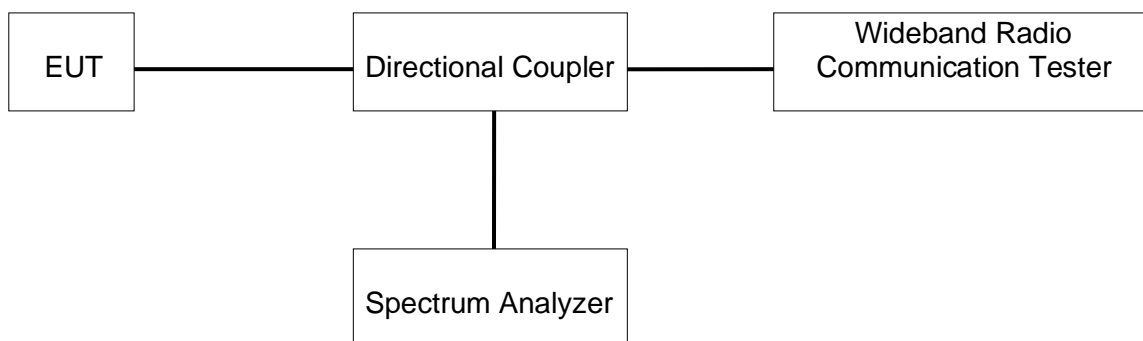 EUT
Directional Coupler
Wideband Radio
Communication Tester
Spectrum Analyzer